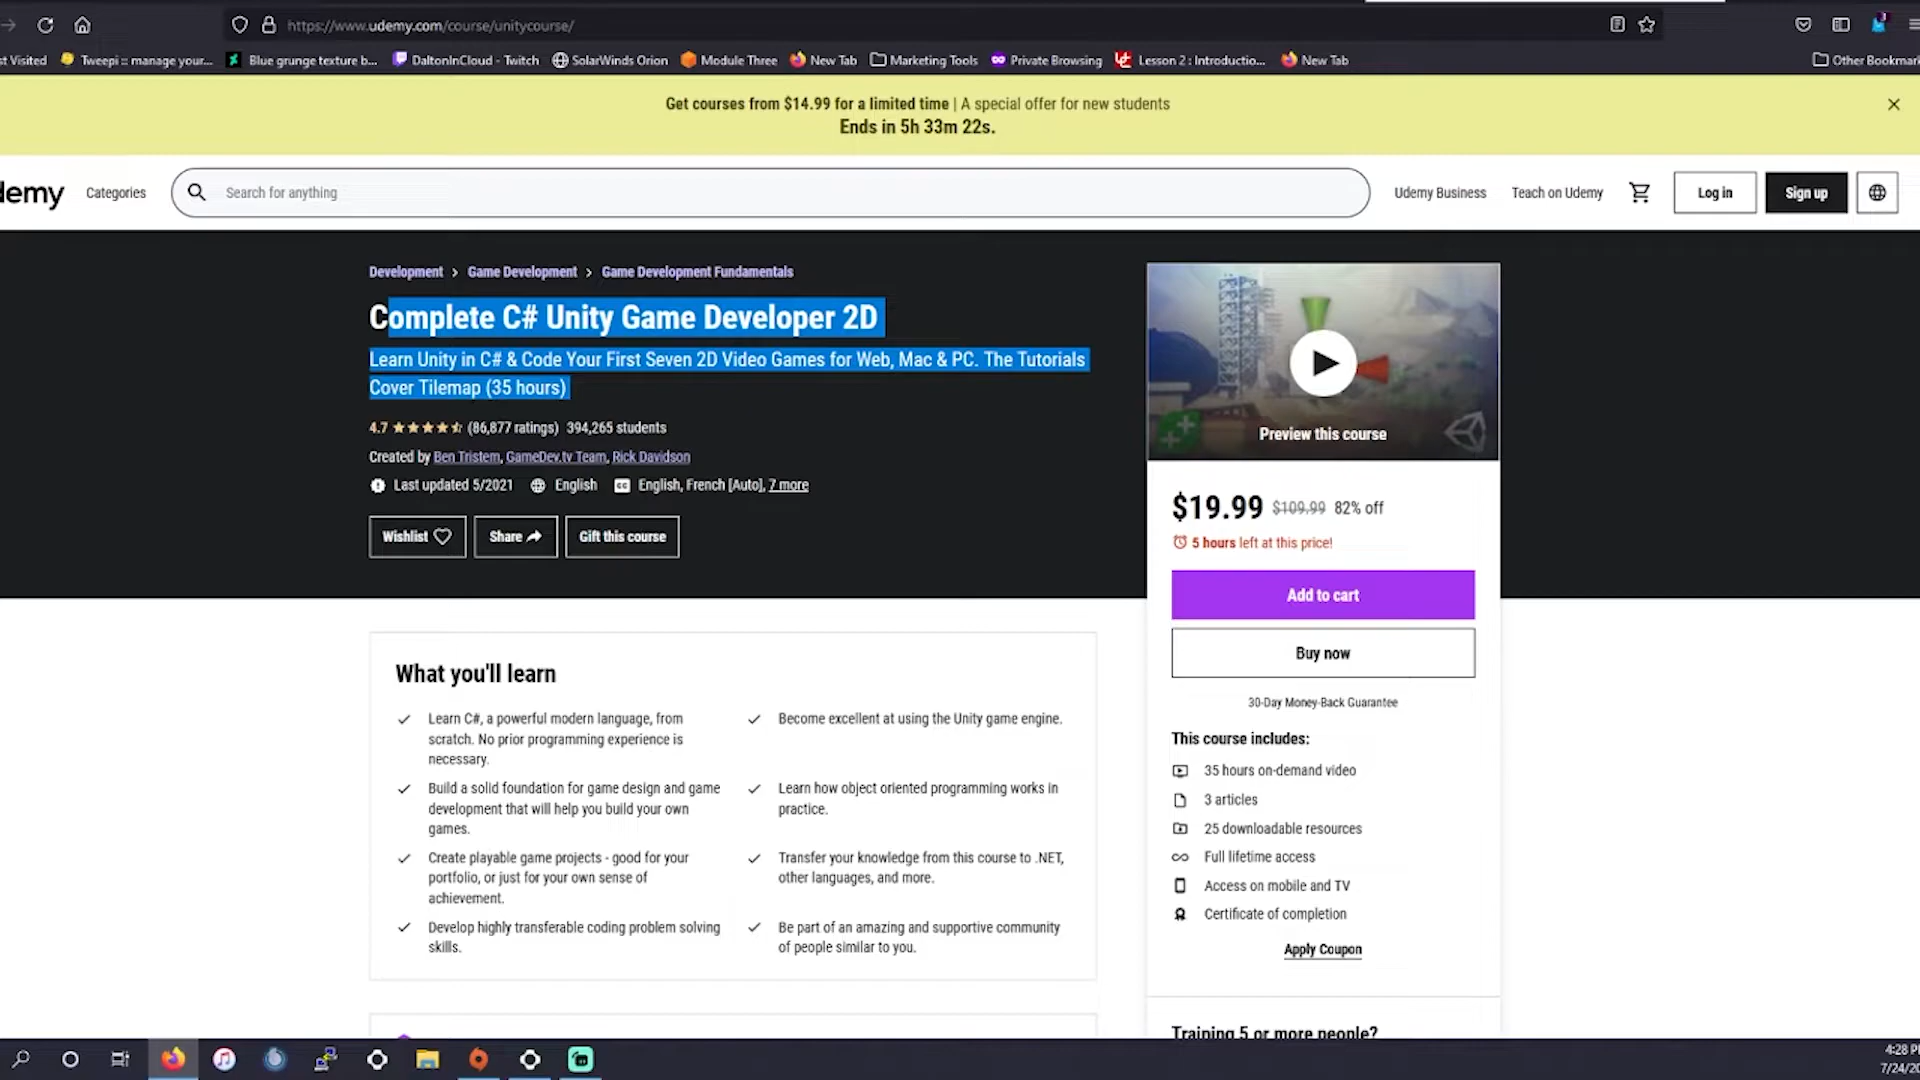 https://www.udemy.com/course/unitycourse/
st Visited
Tweepi :: manage your...
Blue grunge texture b...
DaltonInCloud - Twitch
SolarWinds Orion
Module Three
New Tab
Marketing Tools
Private Browsing
Lesson 2 : Introductio...
New Tab
Other Bookmar
Get courses from $14.99 for a limited time | A special offer for new students
Ends in 5h 33m 22s.
demy
Categories
Search for anything
Udemy Business
Teach on Udemy
Log in
Sign up
Development > Game Development > Game Development Fundamentals
Complete C# Unity Game Developer 2D
Learn Unity in C# & Code Your First Seven 2D Video Games for Web, Mac & PC. The Tutorials
Cover Tilemap (35 hours)
4.7 (86,877 ratings) 394,265 students
Created by Ben Tristem, GameDev.tv Team, Rick Davidson
Last updated 5/2021 English CC English, French [Auto], 7 more
Wishlist
Share
Gift this course
Preview this course
$19.99 $109.99 82% off
5 hours left at this price!
Add to cart
Buy now
30-Day Money-Back Guarantee
This course includes:
35 hours on-demand video
3 articles
25 downloadable resources
Full lifetime access
Access on mobile and TV
Certificate of completion
Apply Coupon
Training 5 or more people?
What you'll learn
Learn C#, a powerful modern language, from
scratch. No prior programming experience is
necessary.
Become excellent at using the Unity game engine.
Build a solid foundation for game design and game
development that will help you build your own
games.
Learn how object oriented programming works in
practice.
Create playable game projects - good for your
portfolio, or just for your own sense of
achievement.
Transfer your knowledge from this course to .NET,
other languages, and more.
Develop highly transferable coding problem solving
skills.
Be part of an amazing and supportive community
of people similar to you.
4:28 P
7/24/20